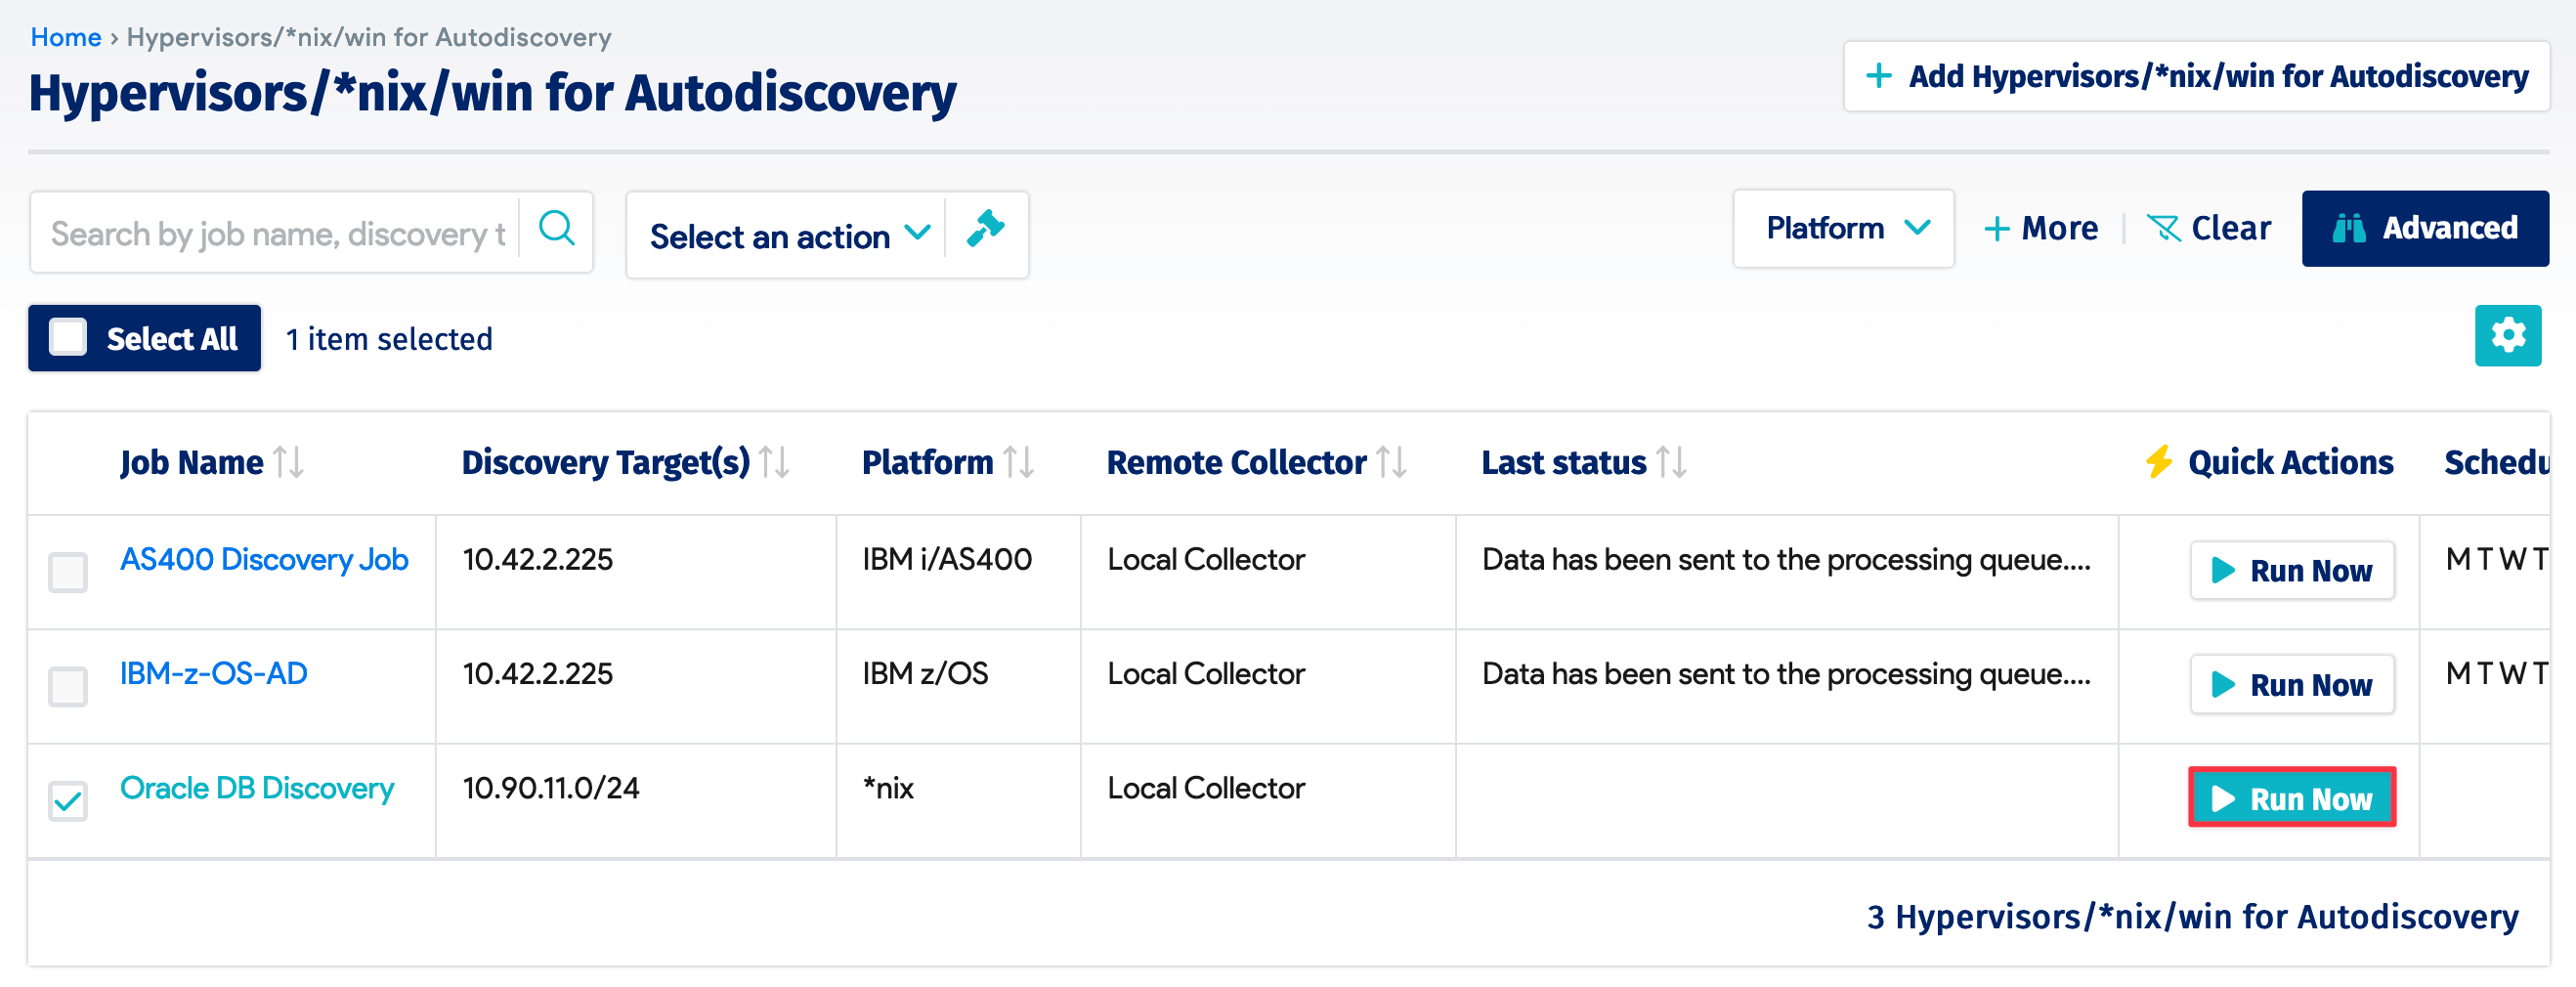 Home › Hypervisors/*nix/win for Autodiscovery
Hypervisors/*nix/win for Autodiscovery
+ Add Hypervisors/*nix/win for Autodiscovery
Search by job name, discovery t
Select an action
Platform
+ More
Clear
Advanced
Select All
1 item selected
Job Name Discovery Target(s) Platform Remote Collector Last status Quick Actions Schedu
AS400 Discovery Job 10.42.2.225 IBM i/AS400 Local Collector Data has been sent to the processing queue.... Run Now M T W T
IBM-z-OS-AD 10.42.2.225 IBM z/OS Local Collector Data has been sent to the processing queue.... Run Now M T W T
Oracle DB Discovery 10.90.11.0/24 *nix Local Collector Run Now
3 Hypervisors/*nix/win for Autodiscovery